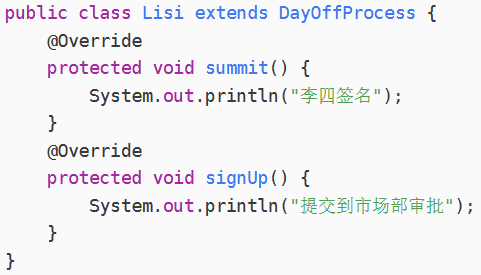 public class Lisi extends DayOffProcess {
    @Override
    protected void summit() {
        System.out.println("李四签名");
    }
    @Override
    protected void signUp() {
        System.out.println("提交到市场部审批");
    }
}